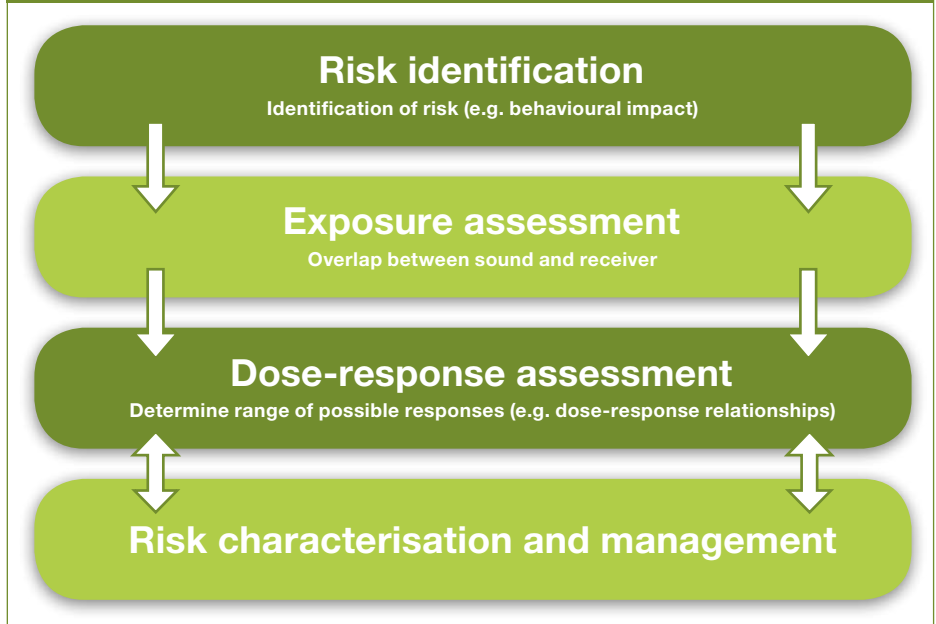 Risk identification
Identification of risk (e.g. behavioural impact)
Exposure assessment
Overlap between sound and receiver
Dose-response assessment
Determine range of possible responses (e.g. dose-response relationships)
Risk characterisation and management